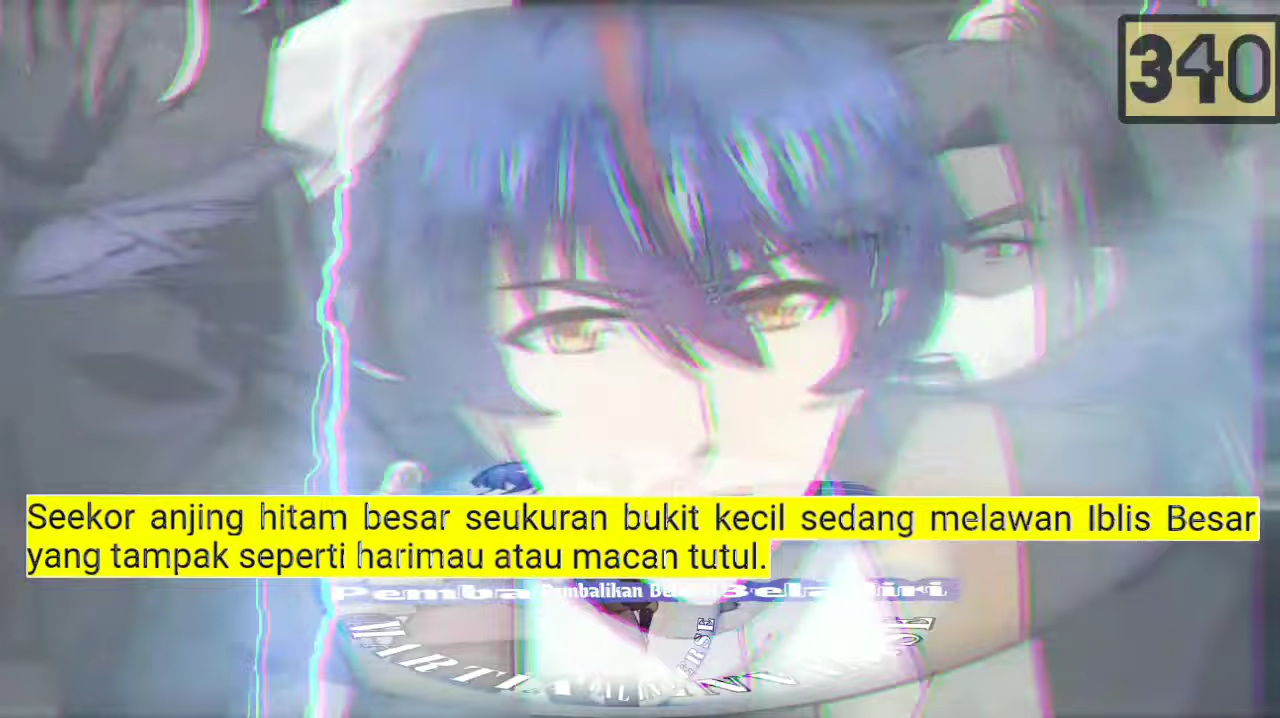 340
Seekor anjing hitam besar seukuran bukit kecil sedang melawan Iblis Besar
yang tampak seperti harimau atau macan tutul.